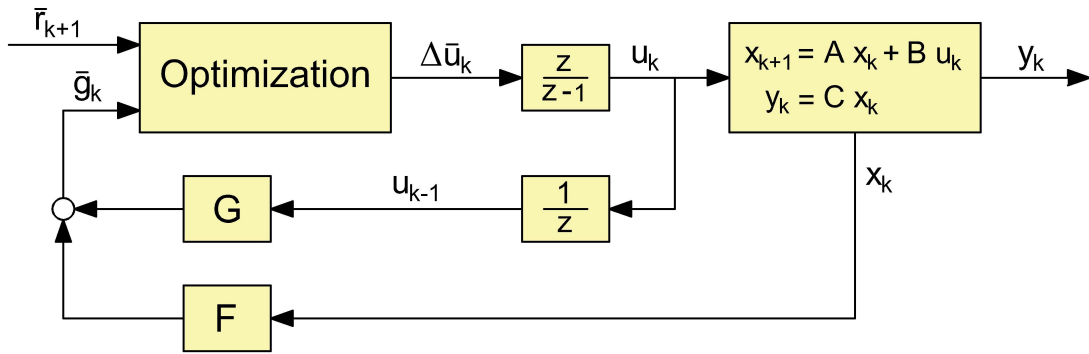 r̄ₖ₊₁
Optimization
Δūₖ
z
z-1
uₖ
xₖ₊₁ = A xₖ + B uₖ
yₖ = C xₖ
yₖ
ḡₖ
G
uₖ₋₁
1
z
xₖ
F